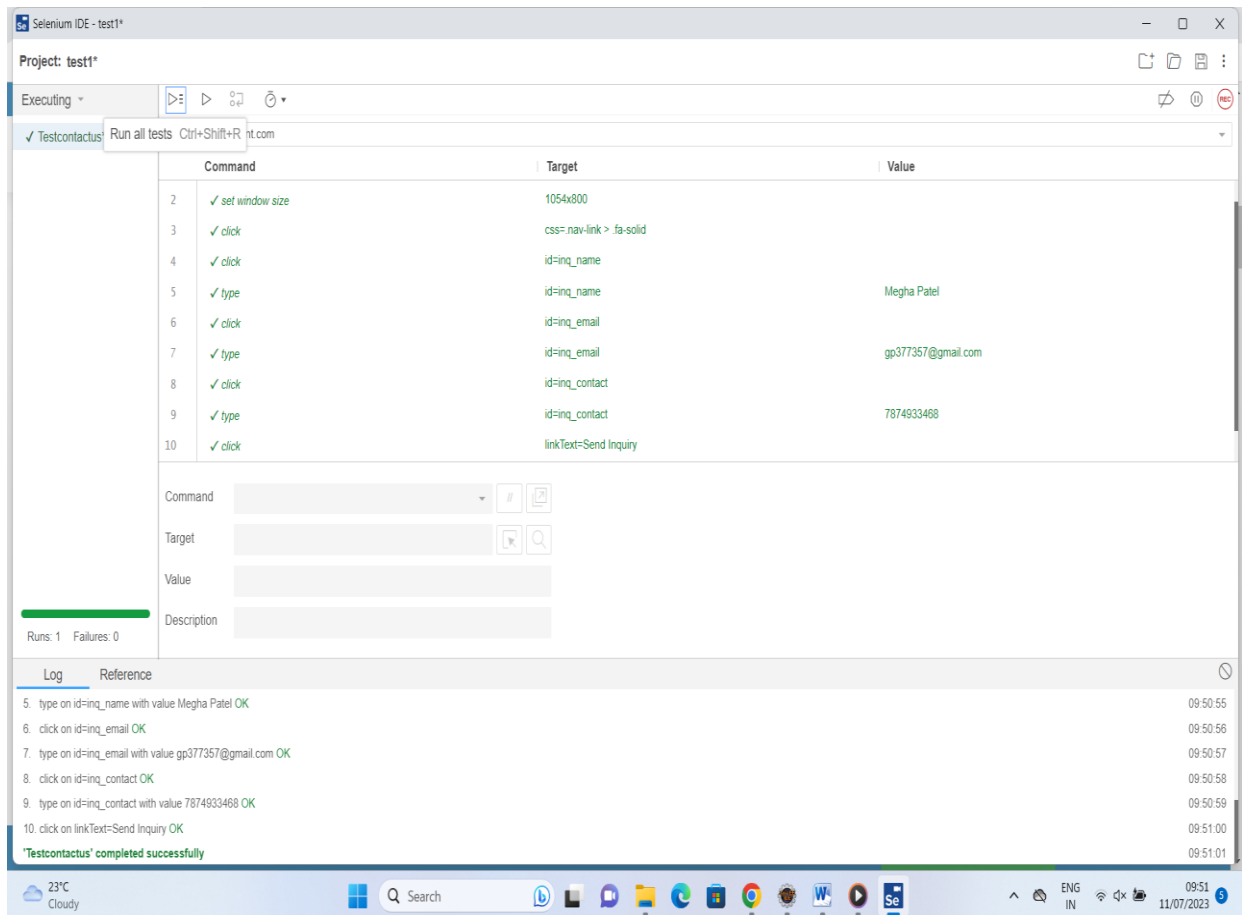 Selenium IDE - test1*
Project: test1*
Executing
✓ Testcontactus*
Run all tests Ctrl+Shift+R
nt.com
REC
Command Target Value
2 ✓ set window size 1054x800
3 ✓ click css=.nav-link > .fa-solid
4 ✓ click id=inq_name
5 ✓ type id=inq_name Megha Patel
6 ✓ click id=inq_email
7 ✓ type id=inq_email gp377357@gmail.com
8 ✓ click id=inq_contact
9 ✓ type id=inq_contact 7874933468
10 ✓ click linkText=Send Inquiry
Command //
Target
Value
Description
Runs: 1 Failures: 0
Log Reference
5. type on id=inq_name with value Megha Patel OK 09:50:55
6. click on id=inq_email OK 09:50:56
7. type on id=inq_email with value gp377357@gmail.com OK 09:50:57
8. click on id=inq_contact OK 09:50:58
9. type on id=inq_contact with value 7874933468 OK 09:50:59
10. click on linkText=Send Inquiry OK 09:51:00
'Testcontactus' completed successfully 09:51:01
23°C
Cloudy
Search
ENG
IN
09:51
11/07/2023
5